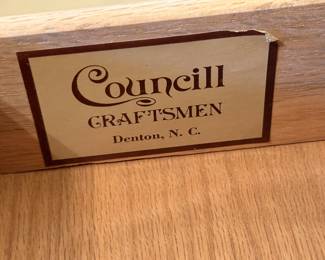 Councill
CRAFTSMEN
Denton, N. C.